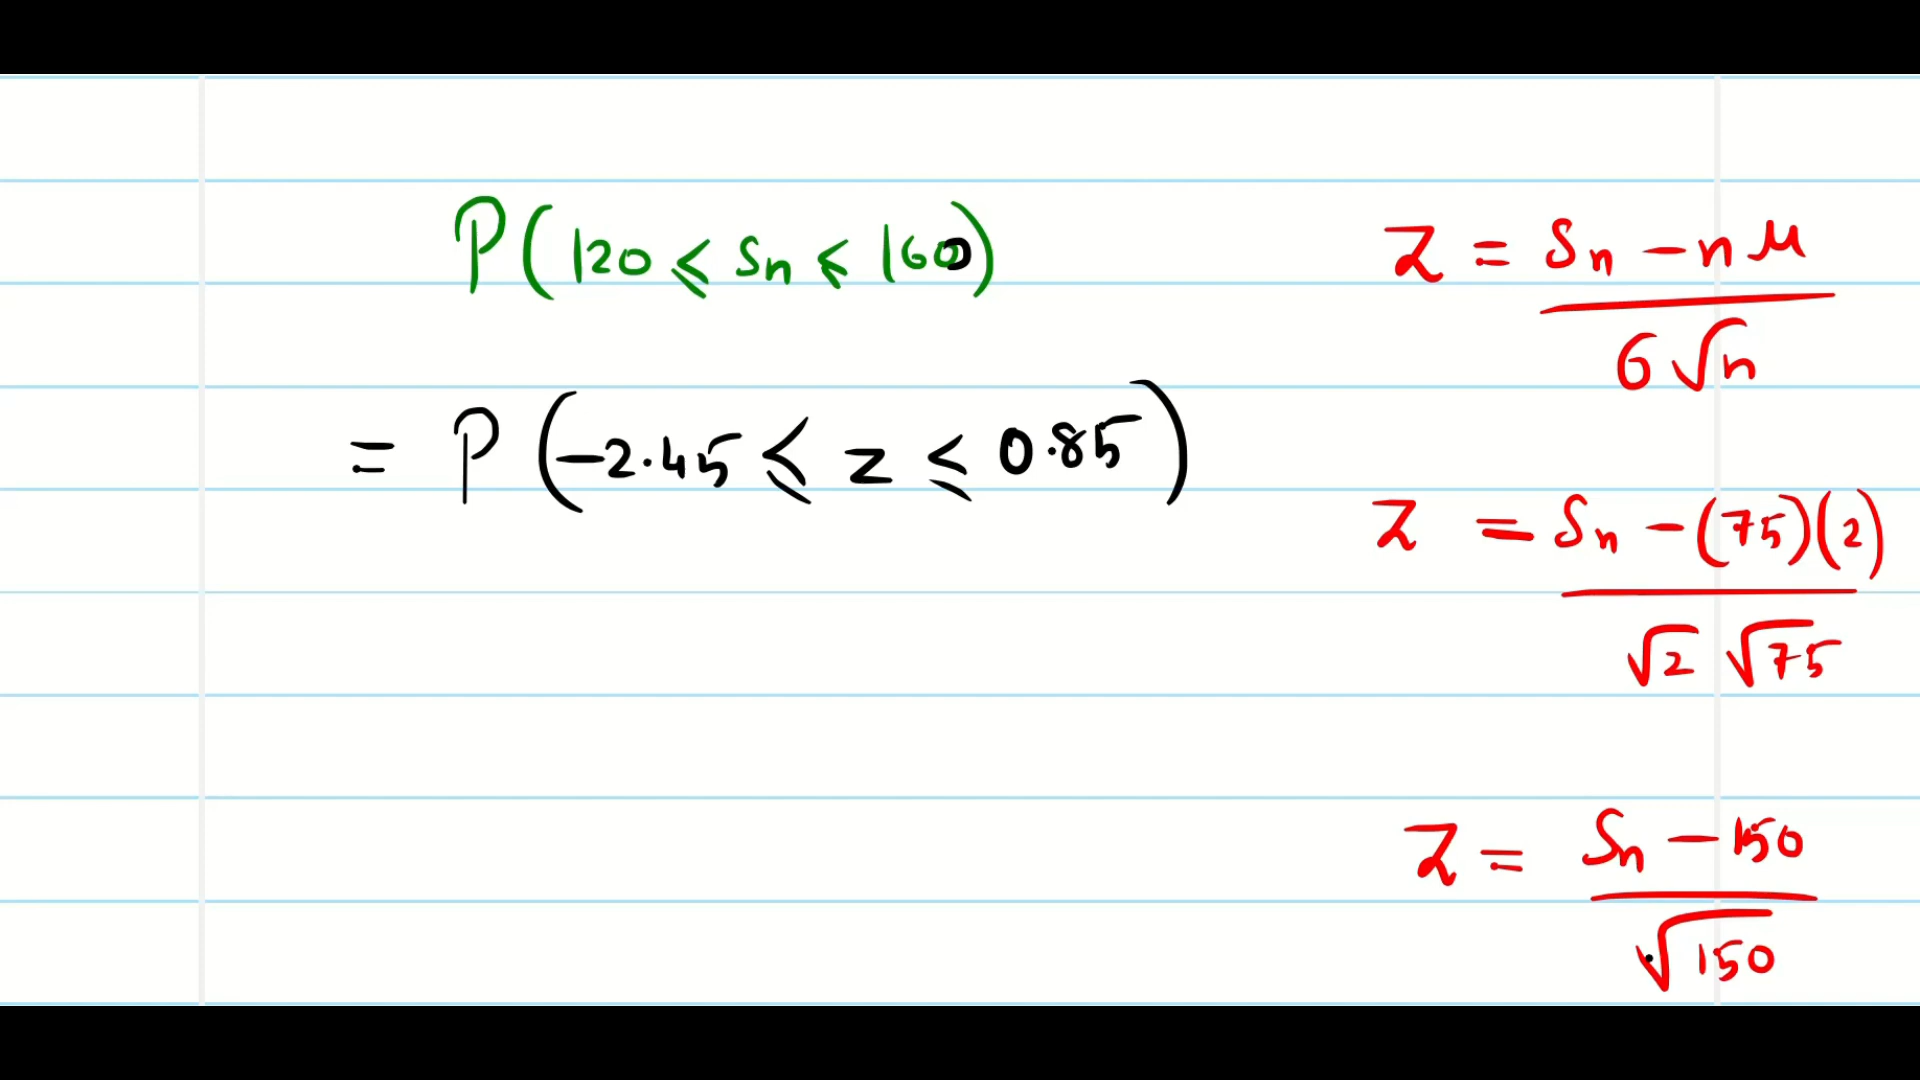 P(120 ≤ Sn ≤ 160)
= P(-2.45 ≤ z ≤ 0.85)
Z = Sn - nμ
σ√n
Z = Sn - (75)(2)
√2 √75
Z = Sn - 150
√150